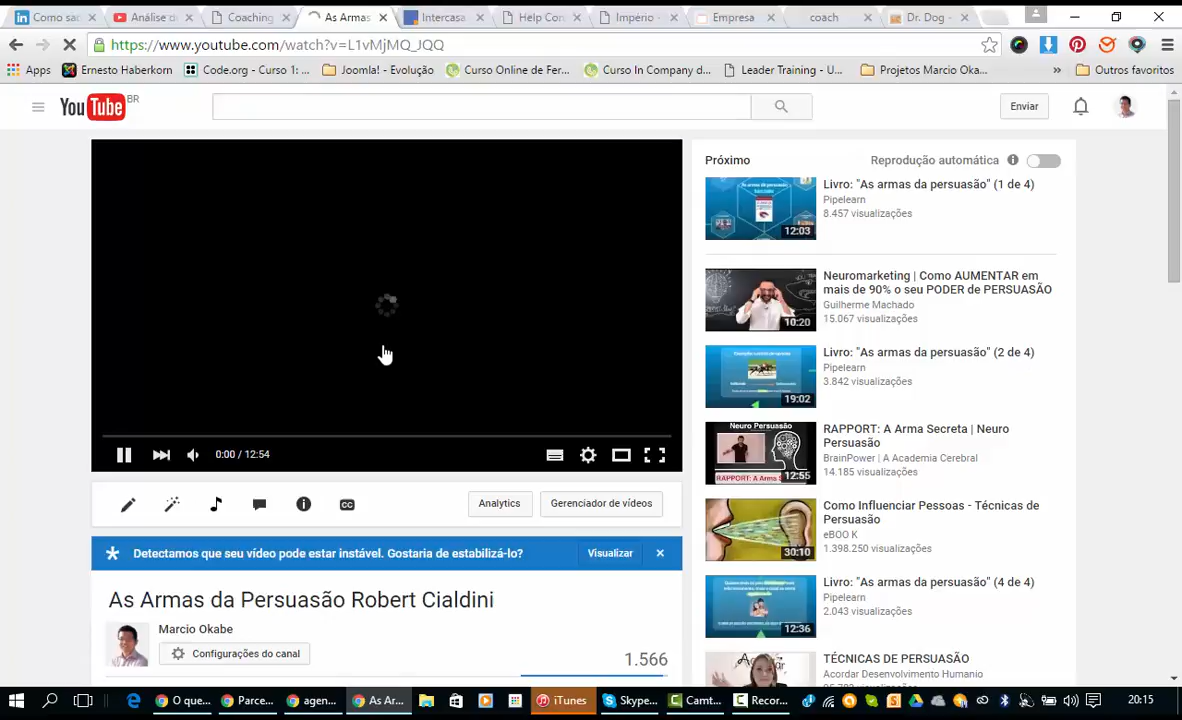 Como sac
Análise d
Coaching
As Armas
Intercasa
Help Con
Império -
Empresa
coach
Dr. Dog -
https://www.youtube.com/watch?v=L1vMjMQ_JQQ
Apps
Ernesto Haberkorn
Code.org - Curso 1: ...
Joomla! - Evolução
Curso Online de Fer...
Curso In Company d...
Leader Training - U...
Projetos Marcio Oka...
»
Outros favoritos
YouTube BR
Enviar
Próximo
Reprodução automática
Livro: "As armas da persuasão" (1 de 4)
Pipelearn
8.457 visualizações
12:03
Neuromarketing | Como AUMENTAR em
mais de 90% o seu PODER de PERSUASÃO
Guilherme Machado
15.067 visualizações
10:20
Livro: "As armas da persuasão" (2 de 4)
Pipelearn
3.842 visualizações
19:02
Neuro Persuasão
RAPPORT: A Arma Secreta | Neuro
Persuasão
BrainPower | A Academia Cerebral
14.185 visualizações
RAPPORT: A Arma S
12:55
Como Influenciar Pessoas - Técnicas de
Persuasão
eBOO K
1.398.250 visualizações
30:10
Livro: "As armas da persuasão" (4 de 4)
Pipelearn
2.043 visualizações
12:36
TÉCNICAS DE PERSUASÃO
Acordar Desenvolvimento Humanio
0:00 / 12:54
CC
Analytics
Gerenciador de vídeos
Detectamos que seu vídeo pode estar instável. Gostaria de estabilizá-lo?
Visualizar
As Armas da Persuasão Robert Cialdini
Marcio Okabe
Configurações do canal
1.566
O que...
Parce...
agen...
As Ar...
iTunes
Skype...
Camt...
Recor...
20:15